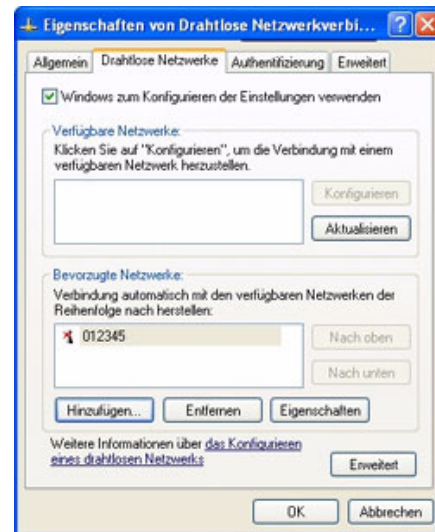 Eigenschaften von Drahtlose Netzwerkverbi...
Allgemein
Drahtlose Netzwerke
Authentifizierung
Erweitert
Windows zum Konfigurieren der Einstellungen verwenden
Verfügbare Netzwerke:
Klicken Sie auf "Konfigurieren", um die Verbindung mit einem
verfügbaren Netzwerk herzustellen.
Konfigurieren
Aktualisieren
Bevorzugte Netzwerke:
Verbindung automatisch mit den verfügbaren Netzwerken der
Reihenfolge nach herstellen:
012345
Nach oben
Nach unten
Hinzufügen...
Entfernen
Eigenschaften
Weitere Informationen über das Konfigurieren
eines drahtlosen Netzwerks
Erweitert
OK
Abbrechen